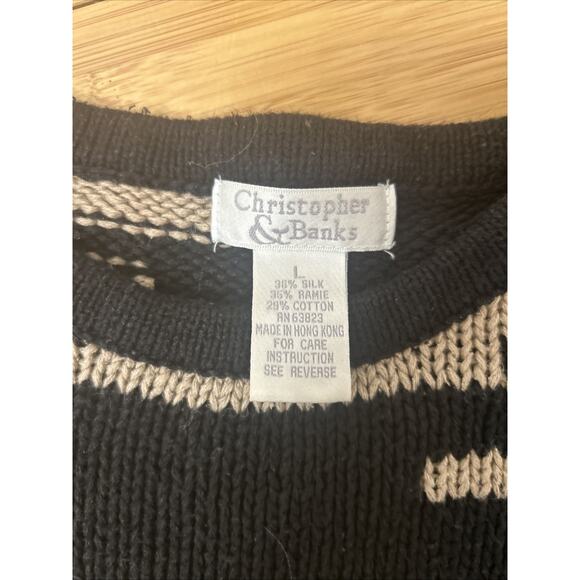 Christopher
& Banks
L
36% SILK
35% RAMIE
29% COTTON
RN 63823
MADE IN HONG KONG
FOR CARE
INSTRUCTION
SEE REVERSE